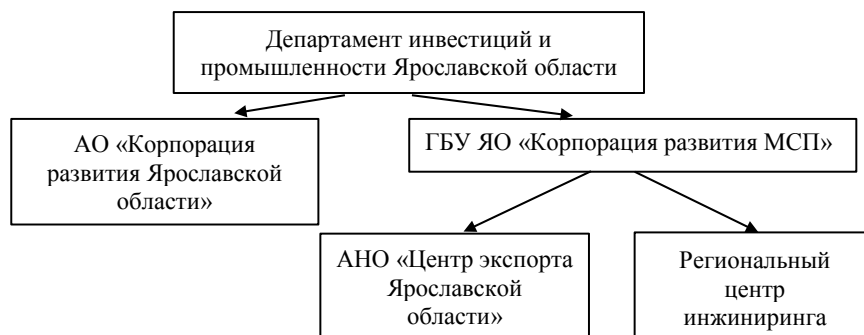 Департамент инвестиций и
промышленности Ярославской области
АО «Корпорация
развития Ярославской
области»
ГБУ ЯО «Корпорация развития МСП»
АНО «Центр экспорта
Ярославской
области»
Региональный
центр
инжиниринга